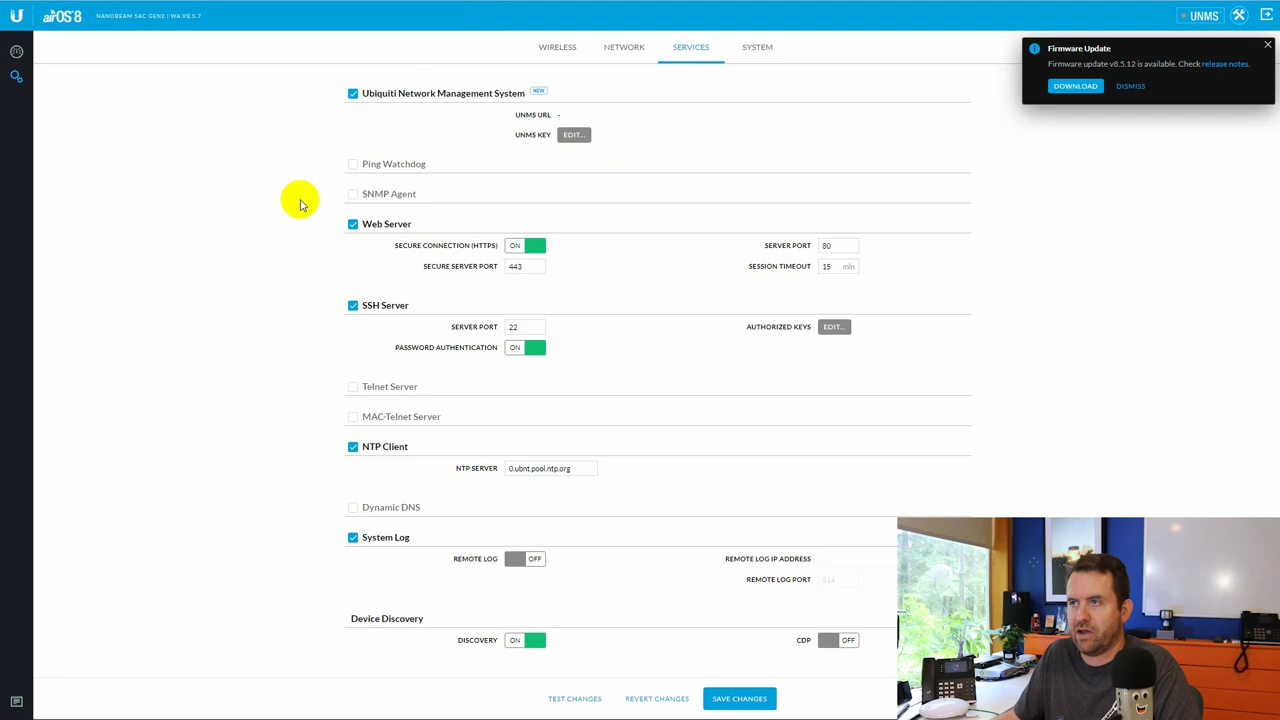 airOS®8 NANOBEAM 5AC GEN2 | WA.V8.5.7 UNMS
WIRELESS NETWORK SERVICES SYSTEM
Firmware Update
Firmware update v8.5.12 is available. Check release notes.
DOWNLOAD DISMISS
Ubiquiti Network Management System NEW
UNMS URL -
UNMS KEY EDIT...
Ping Watchdog
SNMP Agent
Web Server
SECURE CONNECTION (HTTPS) ON SERVER PORT 80
SECURE SERVER PORT 443 SESSION TIMEOUT 15 min
SSH Server
SERVER PORT 22 AUTHORIZED KEYS EDIT...
PASSWORD AUTHENTICATION ON
Telnet Server
MAC-Telnet Server
NTP Client
NTP SERVER 0.ubnt.pool.ntp.org
Dynamic DNS
System Log
REMOTE LOG OFF REMOTE LOG IP ADDRESS
REMOTE LOG PORT 514
Device Discovery
DISCOVERY ON CDP OFF
TEST CHANGES REVERT CHANGES SAVE CHANGES